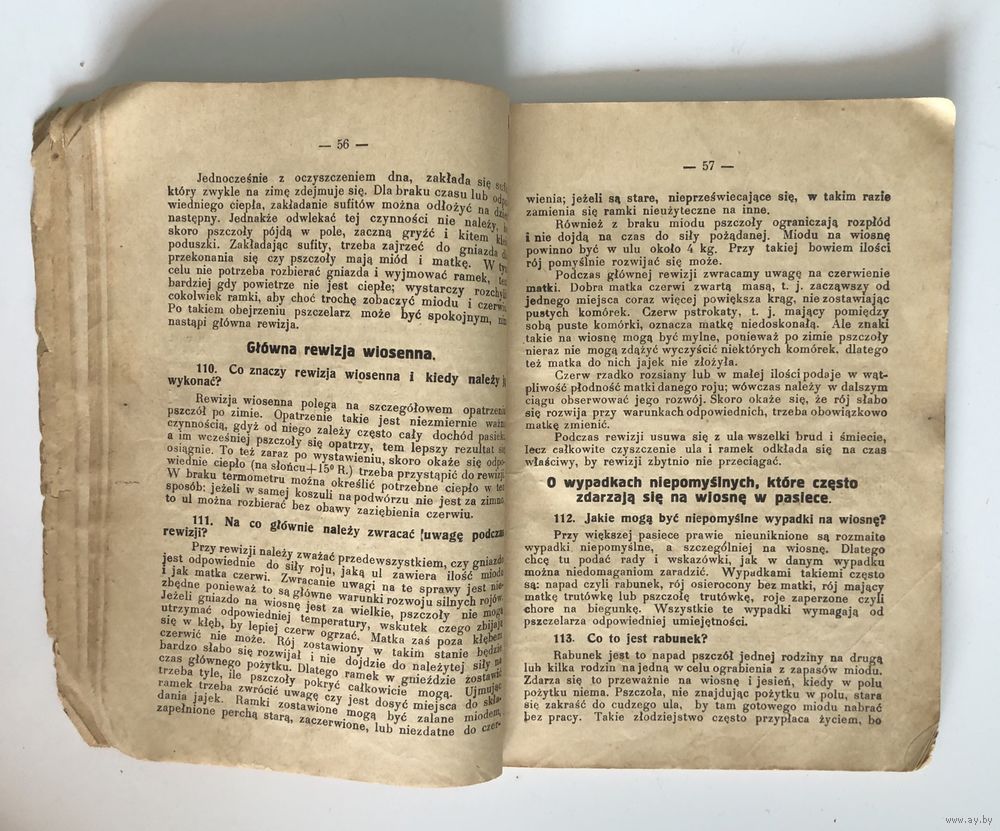 — 56 —
Jednocześnie z oczyszczeniem dna, zakłada się
który zwykle na zimę zdejmuje się. Dla braku czasu lub
wiedniego ciepła, zakładanie sufitów można odłożyć na
następny. Jednakże odwlekać tej czynności nie należy,
skoro pszczoły pójdą w pole, zaczną gryźć i kitem
poduszki. Zakładając sufity, trzeba zajrzeć do gniazda
przekonania się czy pszczoły mają miód i matkę. W
celu nie potrzeba rozbierać gniazda i wyjmować ramek,
bardziej gdy powietrze nie jest ciepłe; wystarczy
cokolwiek ramki, aby choć trochę zobaczyć miodu i
Po takiem obejrzeniu pszczelarz może być spokojnym,
nastąpi główna rewizja.
Główna rewizja wiosenna.
110. Co znaczy rewizja wiosenna i kiedy należy
wykonać?
Rewizja wiosenna polega na szczegółowem
pszczół po zimie. Opatrzenie takie jest niezmiernie
czynnością, gdyż od niego zależy często cały dochód
a im wcześniej pszczoły się opatrzy, tem lepszy rezultat
osiągnie. To też zaraz po wystawieniu, skoro okaże się
wiednie ciepło (na słońcu+15º R.) trzeba przystąpić do rewizji.
W braku termometru można określić potrzebne ciepło w
sposób: jeżeli w samej koszuli na podwórzu nie jest za zimno,
to ul można rozbierać bez obawy zaziębienia czerwiu.
111. Na co głównie należy zwracać uwagę podczas
rewizji?
Przy rewizji należy zważać przedewszystkiem, czy gniazdo
jest odpowiednie do siły roju, jaką ul zawiera ilość miodu
i jak matka czerwi. Zwracanie uwagi na te sprawy jest nie-
zbędne ponieważ to są główne warunki rozwoju silnych rojów.
Jeżeli gniazdo na wiosnę jest za wielkie, pszczoły nie mogą
utrzymać odpowiedniej temperatury, wskutek czego zbijają
się w kłęb, by lepiej czerw ogrzać. Matka zaś poza kłębem
czerwić nie może. Rój zostawiony w takim stanie będzie
bardzo słabo się rozwijał i nie dojdzie do należytej siły na
czas głównego pożytku. Dlatego ramek w gnieździe zostawić
trzeba tyle, ile pszczoły pokryć całkowicie mogą. Ujmując
ramek trzeba zwrócić uwagę czy jest dosyć miejsca do skła-
dania jajek. Ramki zostawione mogą być zalane miodem,
zapełnione perchą starą, zaczerwione, lub niezdatne do czer-
— 57 —
wienia; jeżeli są stare, nieprzeświecające się, w takim razie
zamienia się ramki nieużyteczne na inne.
Również z braku miodu pszczoły ograniczają rozpłód
i nie dojdą na czas do siły pożądanej. Miodu na wiosnę
powinno być w ulu około 4 kg. Przy takiej bowiem ilości
rój pomyślnie rozwijać się może.
Podczas głównej rewizji zwracamy uwagę na czerwienie
matki. Dobra matka czerwi zwartą masą, t. j. zacząwszy od
jednego miejsca coraz więcej powiększa krąg, nie zostawiając
pustych komórek. Czerw pstrokaty, t. j. mający pomiędzy
sobą puste komórki, oznacza matkę niedoskonałą. Ale znaki
takie na wiosnę mogą być mylne, ponieważ po zimie pszczoły
nieraz nie mogą zdążyć wyczyścić niektórych komórek, dlatego
też matka do nich jajek nie złożyła.
Czerw rzadko rozsiany lub w małej ilości podaje w wąt-
pliwość płodność matki danego roju; wówczas należy w dalszym
ciągu obserwować jego rozwój. Skoro okaże się, że rój słabo
się rozwija przy warunkach odpowiednich, trzeba obowiązkowo
matkę zmienić.
Podczas rewizji usuwa się z ula wszelki brud i śmiecie,
lecz całkowite czyszczenie ula i ramek odkłada się na czas
właściwy, by rewizji zbytnio nie przeciągać.
O wypadkach niepomyślnych, które często
zdarzają się na wiosnę w pasiece.
112. Jakie mogą być niepomyślne wypadki na wiosnę?
Przy większej pasiece prawie nieuniknione są rozmaite
wypadki niepomyślne, a szczególniej na wiosnę. Dlatego
chcę tu podać rady i wskazówki, jak w danym wypadku
można niedomaganiom zaradzić. Wypadkami takiemi często
są: napad czyli rabunek, rój osierocony bez matki, rój mający
matkę trutówkę lub pszczołę trutówkę, roje zaperzone czyli
chore na biegunkę. Wszystkie te wypadki wymagają od
pszczelarza odpowiedniej umiejętności.
113. Co to jest rabunek?
Rabunek jest to napad pszczół jednej rodziny na drugą
lub kilka rodzin na jedną w celu ograbienia z zapasów miodu.
Zdarza się to przeważnie na wiosnę i jesień, kiedy w polu
pożytku niema. Pszczoła, nie znajdując pożytku w polu, stara
się zakraść do cudzego ula, by tam gotowego miodu nabrać
bez pracy. Takie złodziejstwo często przypłaca życiem, bo
www.ay.by